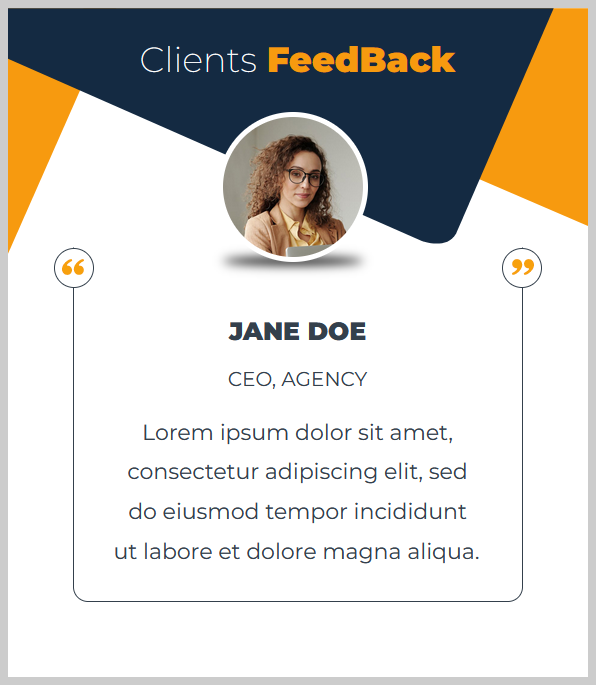 Clients FeedBack
“ ”
JANE DOE
CEO, AGENCY
Lorem ipsum dolor sit amet,
consectetur adipiscing elit, sed
do eiusmod tempor incididunt
ut labore et dolore magna aliqua.